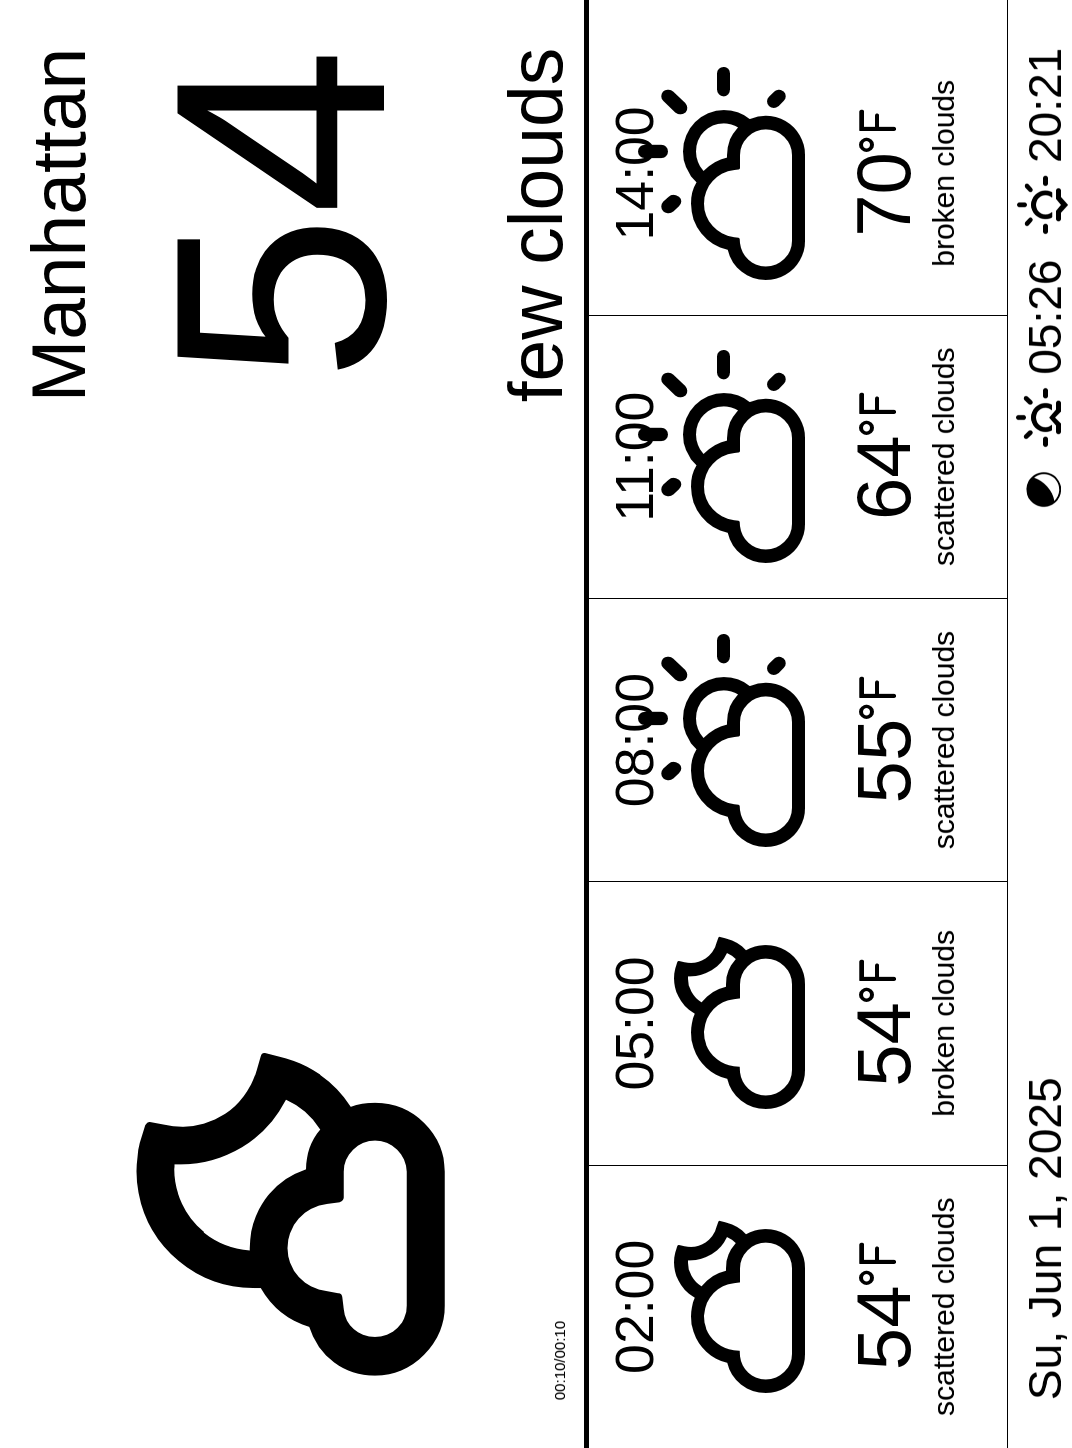 Manhattan
54
few clouds
00:10/00:10
02:00
54°F
scattered clouds
05:00
54°F
broken clouds
08:00
55°F
scattered clouds
11:00
64°F
scattered clouds
14:00
70°F
broken clouds
Su, Jun 1, 2025
05:26
20:21